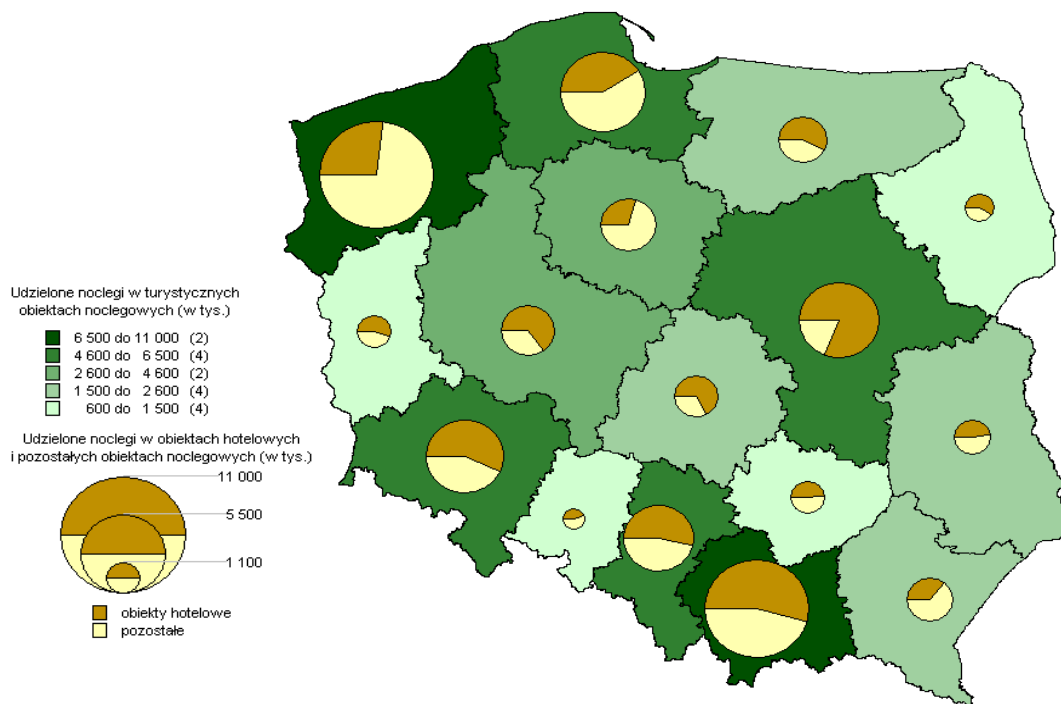 Udzielone noclegi w turystycznych
obiektach noclegowych (w tys.)
6 500 do 11 000 (2)
4 600 do 6 500 (4)
2 600 do 4 600 (2)
1 500 do 2 600 (4)
600 do 1 500 (4)
Udzielone noclegi w obiektach hotelowych
i pozostałych obiektach noclegowych (w tys.)
11 000
5 500
1 100
obiekty hotelowe
pozostałe